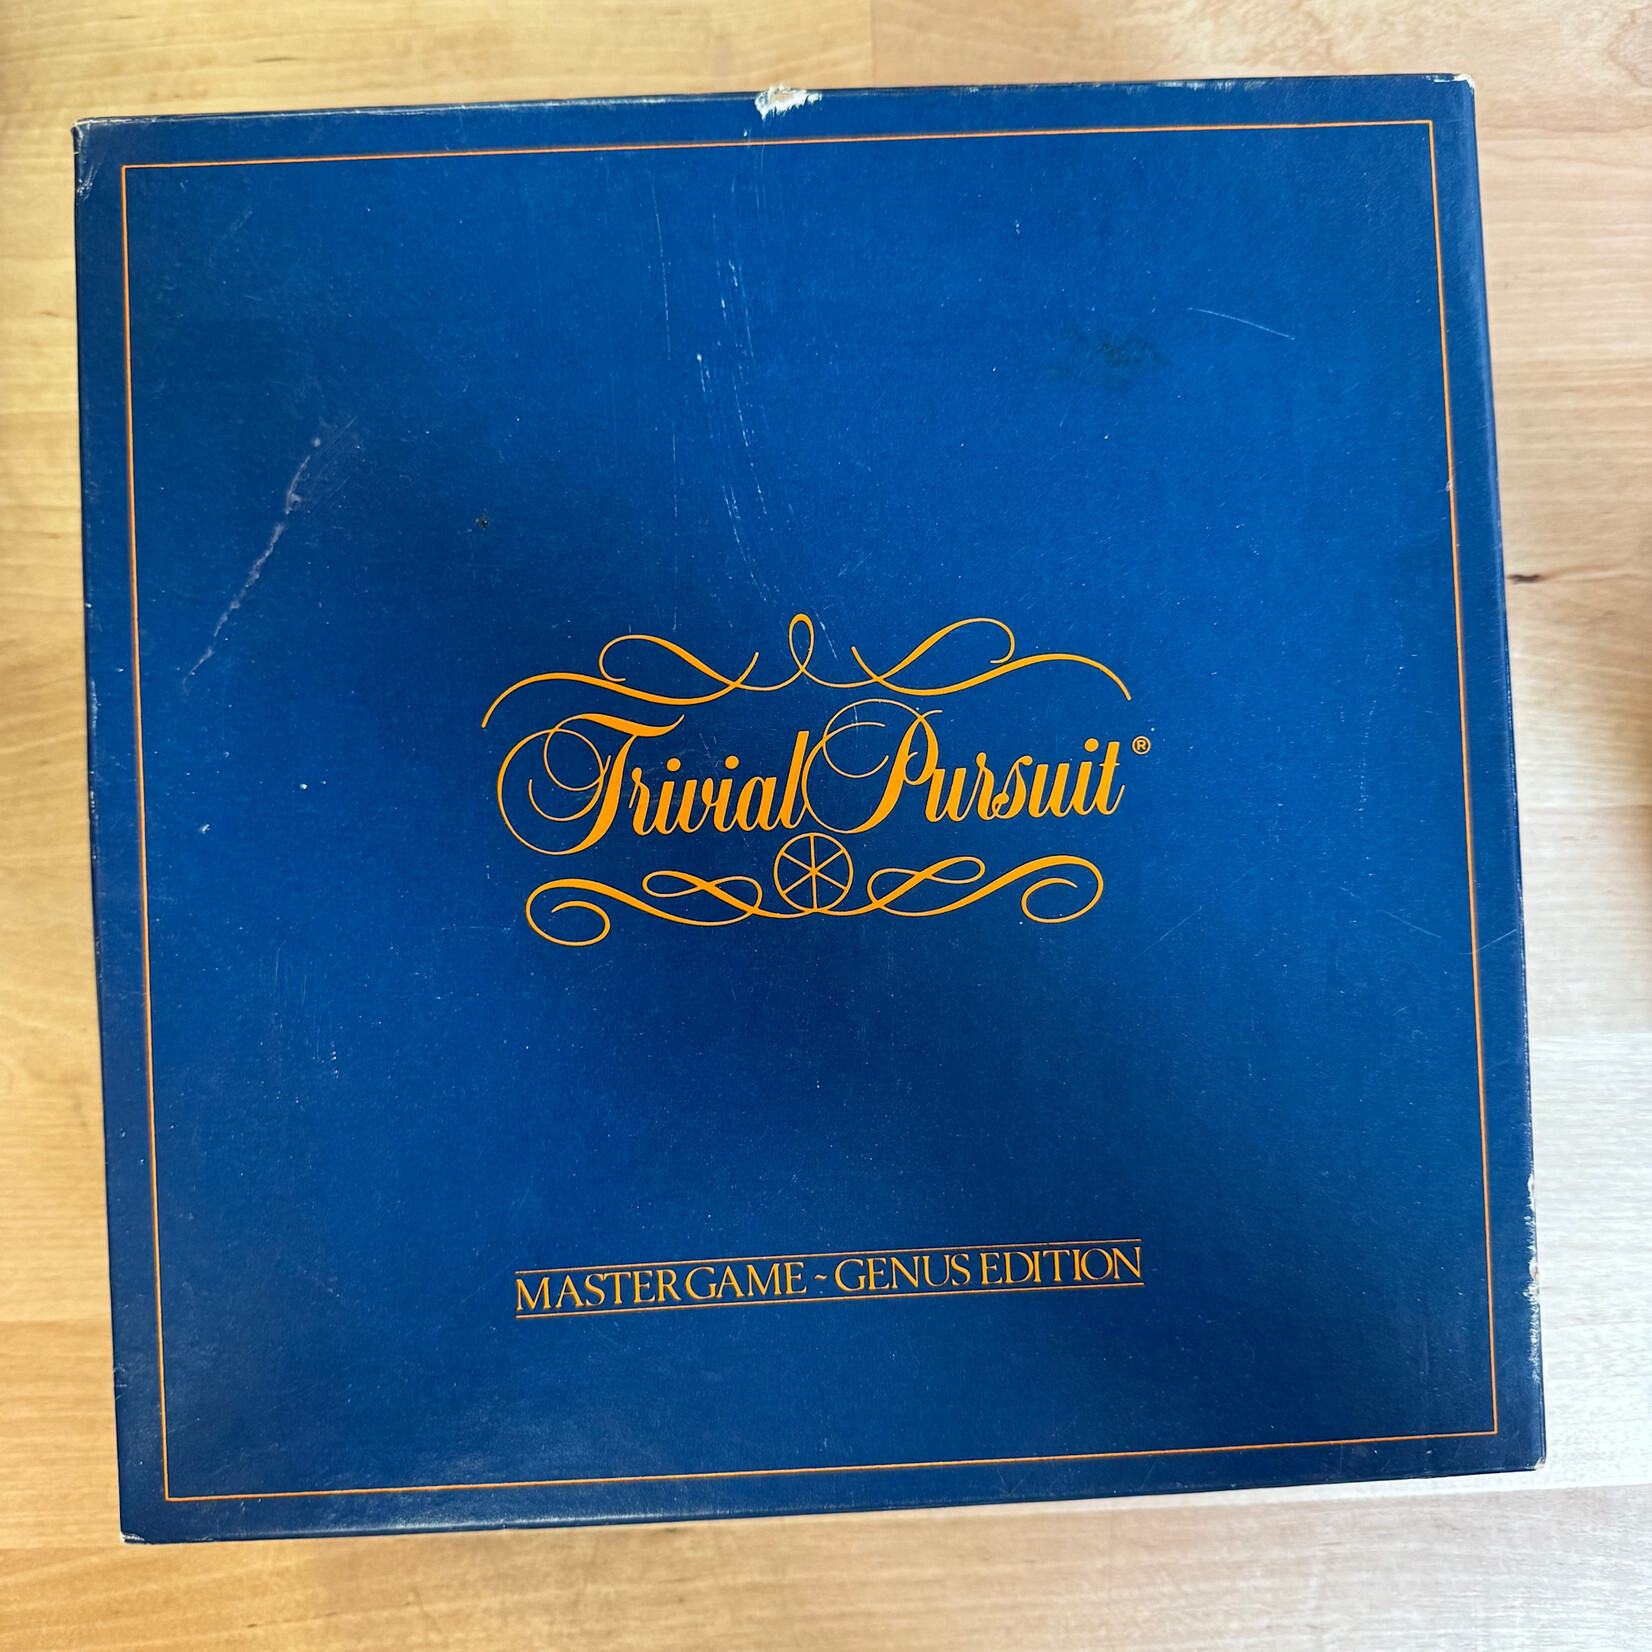 Trivial Pursuit®
MASTER GAME ~ GENUS EDITION